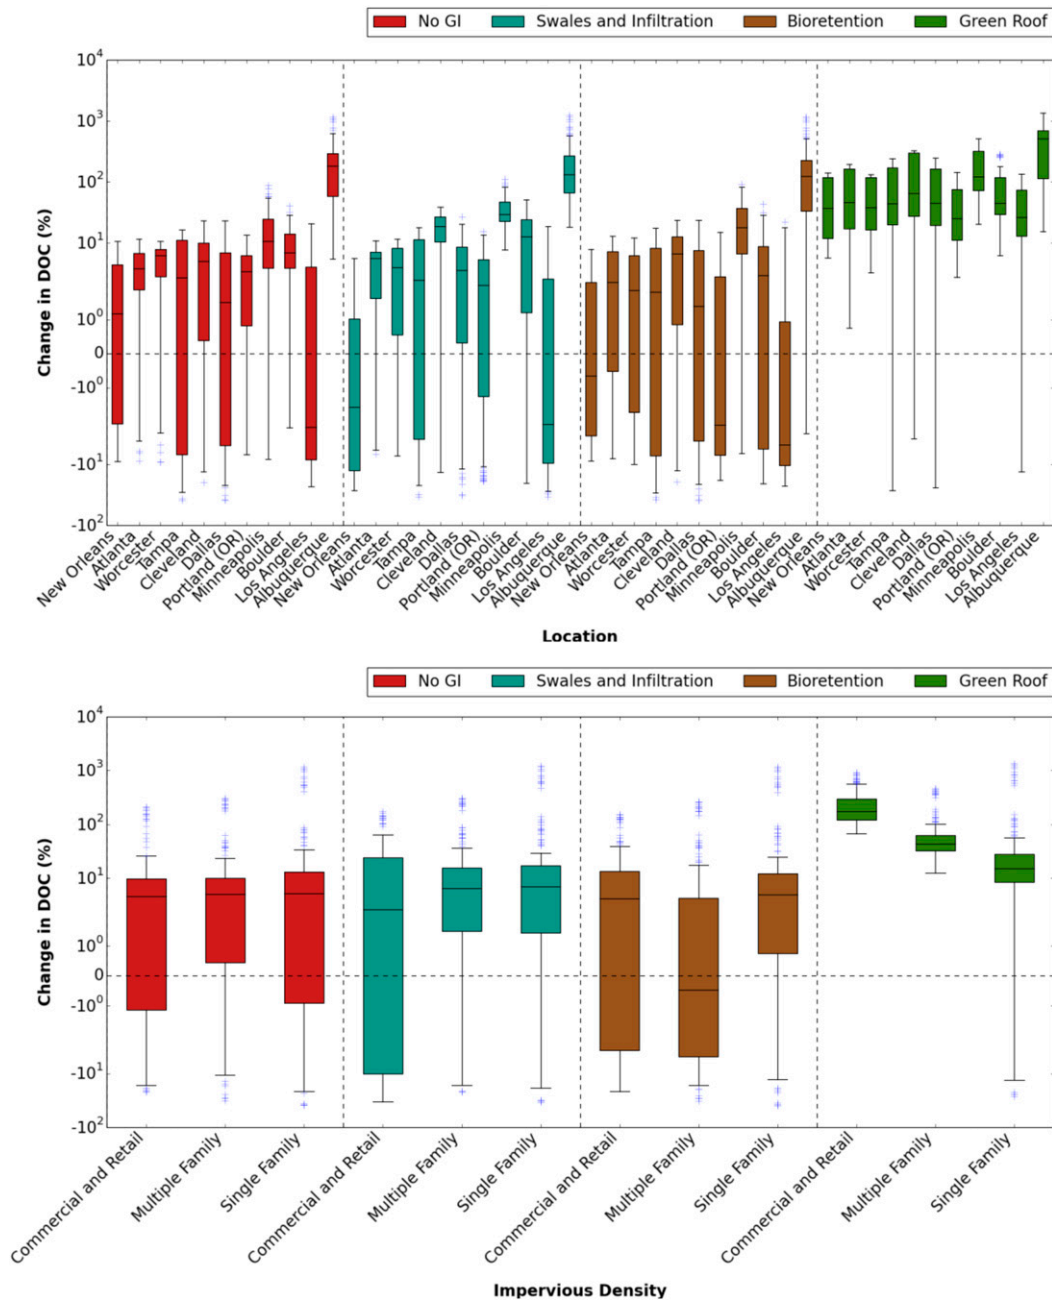 No GI Swales and Infiltration Bioretention Green Roof
10^4
10^3
10^2
10^1
10^0
0
-10^0
-10^1
-10^2
Change in DOC (%)
New Orleans
Atlanta
Worcester
Tampa
Cleveland
Dallas
Portland (OR)
Minneapolis
Boulder
Los Angeles
Albuquerque
New Orleans
Atlanta
Worcester
Tampa
Cleveland
Dallas
Portland (OR)
Minneapolis
Boulder
Los Angeles
Albuquerque
New Orleans
Atlanta
Worcester
Tampa
Cleveland
Dallas
Portland (OR)
Minneapolis
Boulder
Los Angeles
Albuquerque
New Orleans
Atlanta
Worcester
Tampa
Cleveland
Dallas
Portland (OR)
Minneapolis
Boulder
Los Angeles
Albuquerque
Location
No GI Swales and Infiltration Bioretention Green Roof
10^4
10^3
10^2
10^1
10^0
0
-10^0
-10^1
-10^2
Change in DOC (%)
Commercial and Retail
Multiple Family
Single Family
Commercial and Retail
Multiple Family
Single Family
Commercial and Retail
Multiple Family
Single Family
Commercial and Retail
Multiple Family
Single Family
Impervious Density